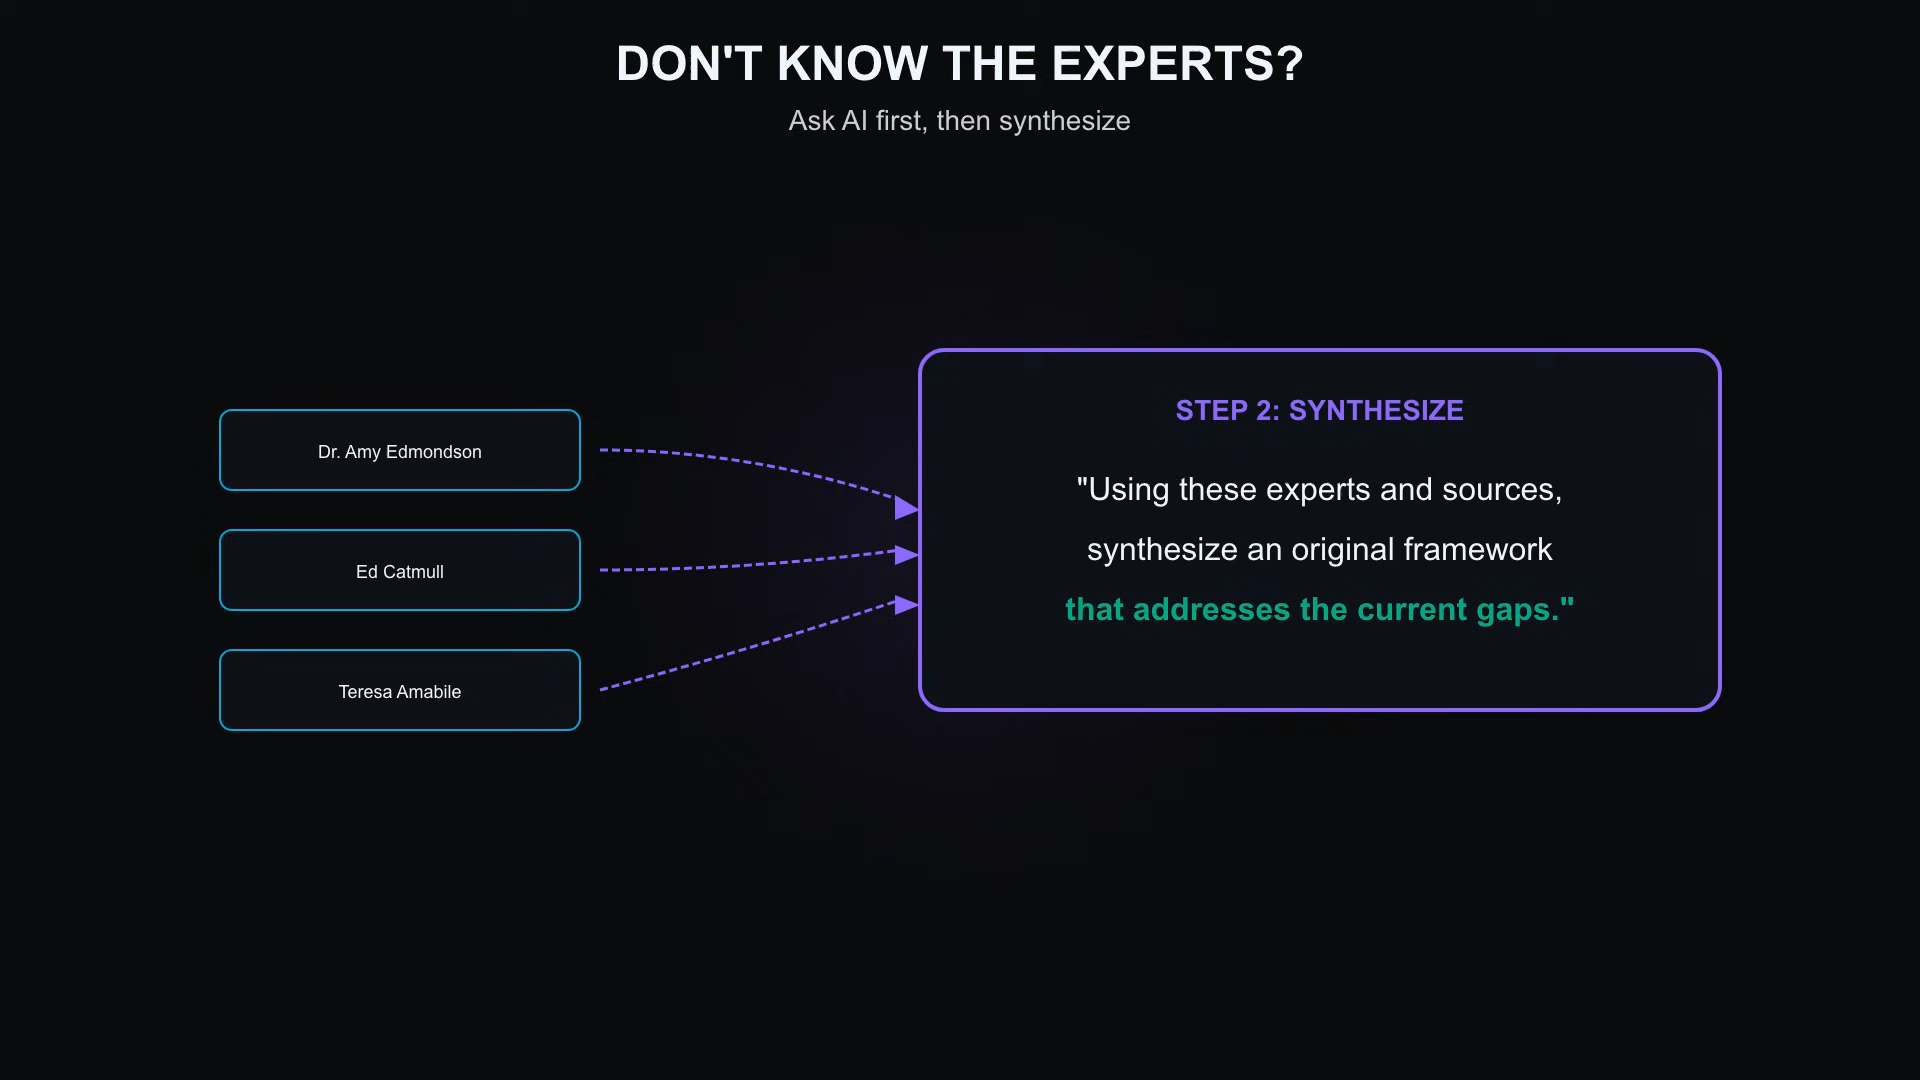 DON'T KNOW THE EXPERTS?
Ask AI first, then synthesize
Dr. Amy Edmondson
Ed Catmull
Teresa Amabile
STEP 2: SYNTHESIZE
"Using these experts and sources,
synthesize an original framework
that addresses the current gaps."